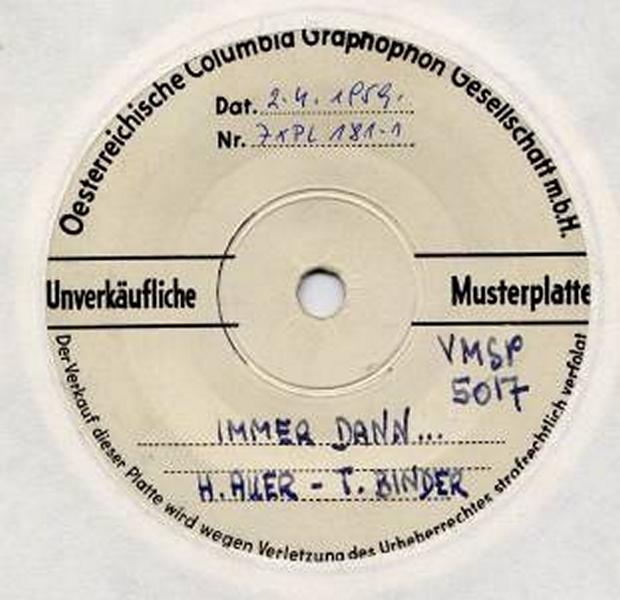 Oesterreichische Columbia Graphophon Gesellschaft m.b.H.
Dat. 2.4.1959.
Nr. 7XPL 181-1
Unverkäufliche Musterplatte
VMSP
5017
IMMER DANN...
H. AUER - T. BINDER
Der Verkauf dieser Platte wird wegen Verletzung des Urheberrechtes strafrechtlich verfolgt